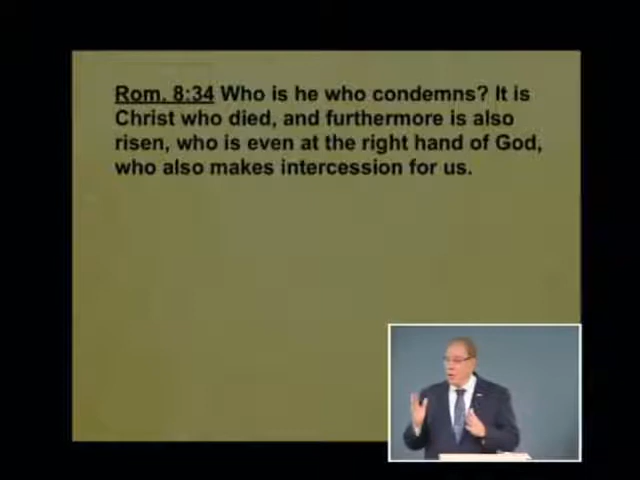 Rom. 8:34 Who is he who condemns? It is
Christ who died, and furthermore is also
risen, who is even at the right hand of God,
who also makes intercession for us.